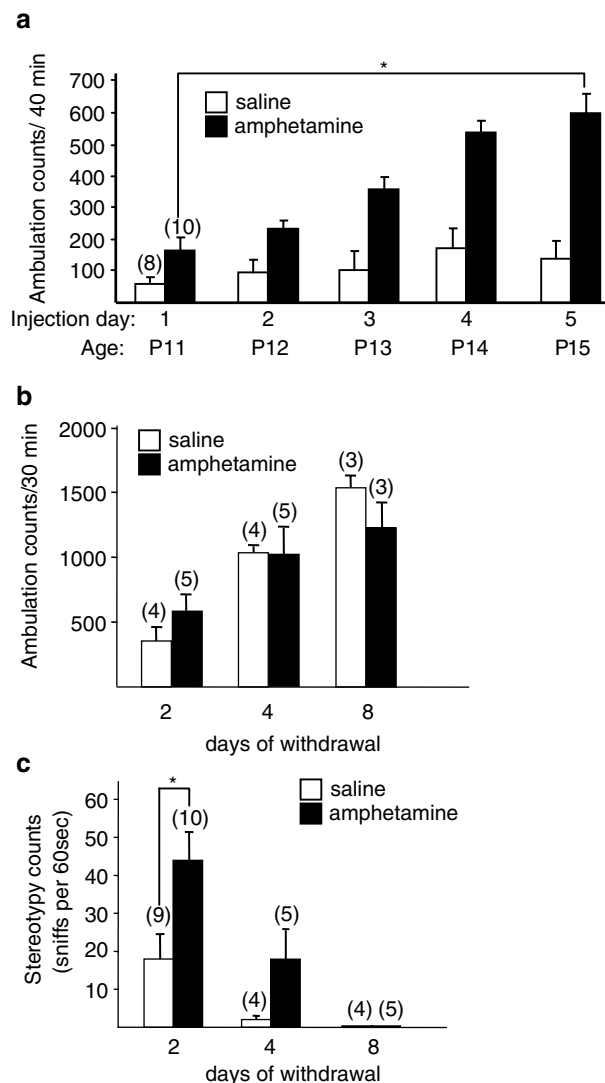 a
*
Ambulation counts/ 40 min
700
600
500
400
300
200
100
saline
amphetamine
(8)
(10)
Injection day: 1 2 3 4 5
Age: P11 P12 P13 P14 P15
b
Ambulation counts/30 min
2000
1500
1000
500
saline
amphetamine
(4)
(5)
(4)
(5)
(3)
(3)
2 4 8
days of withdrawal
c
Stereotypy counts
(sniffs per 60sec)
60
50
40
30
20
10
saline
amphetamine
*
(9)
(10)
(4)
(5)
(4) (5)
2 4 8
days of withdrawal